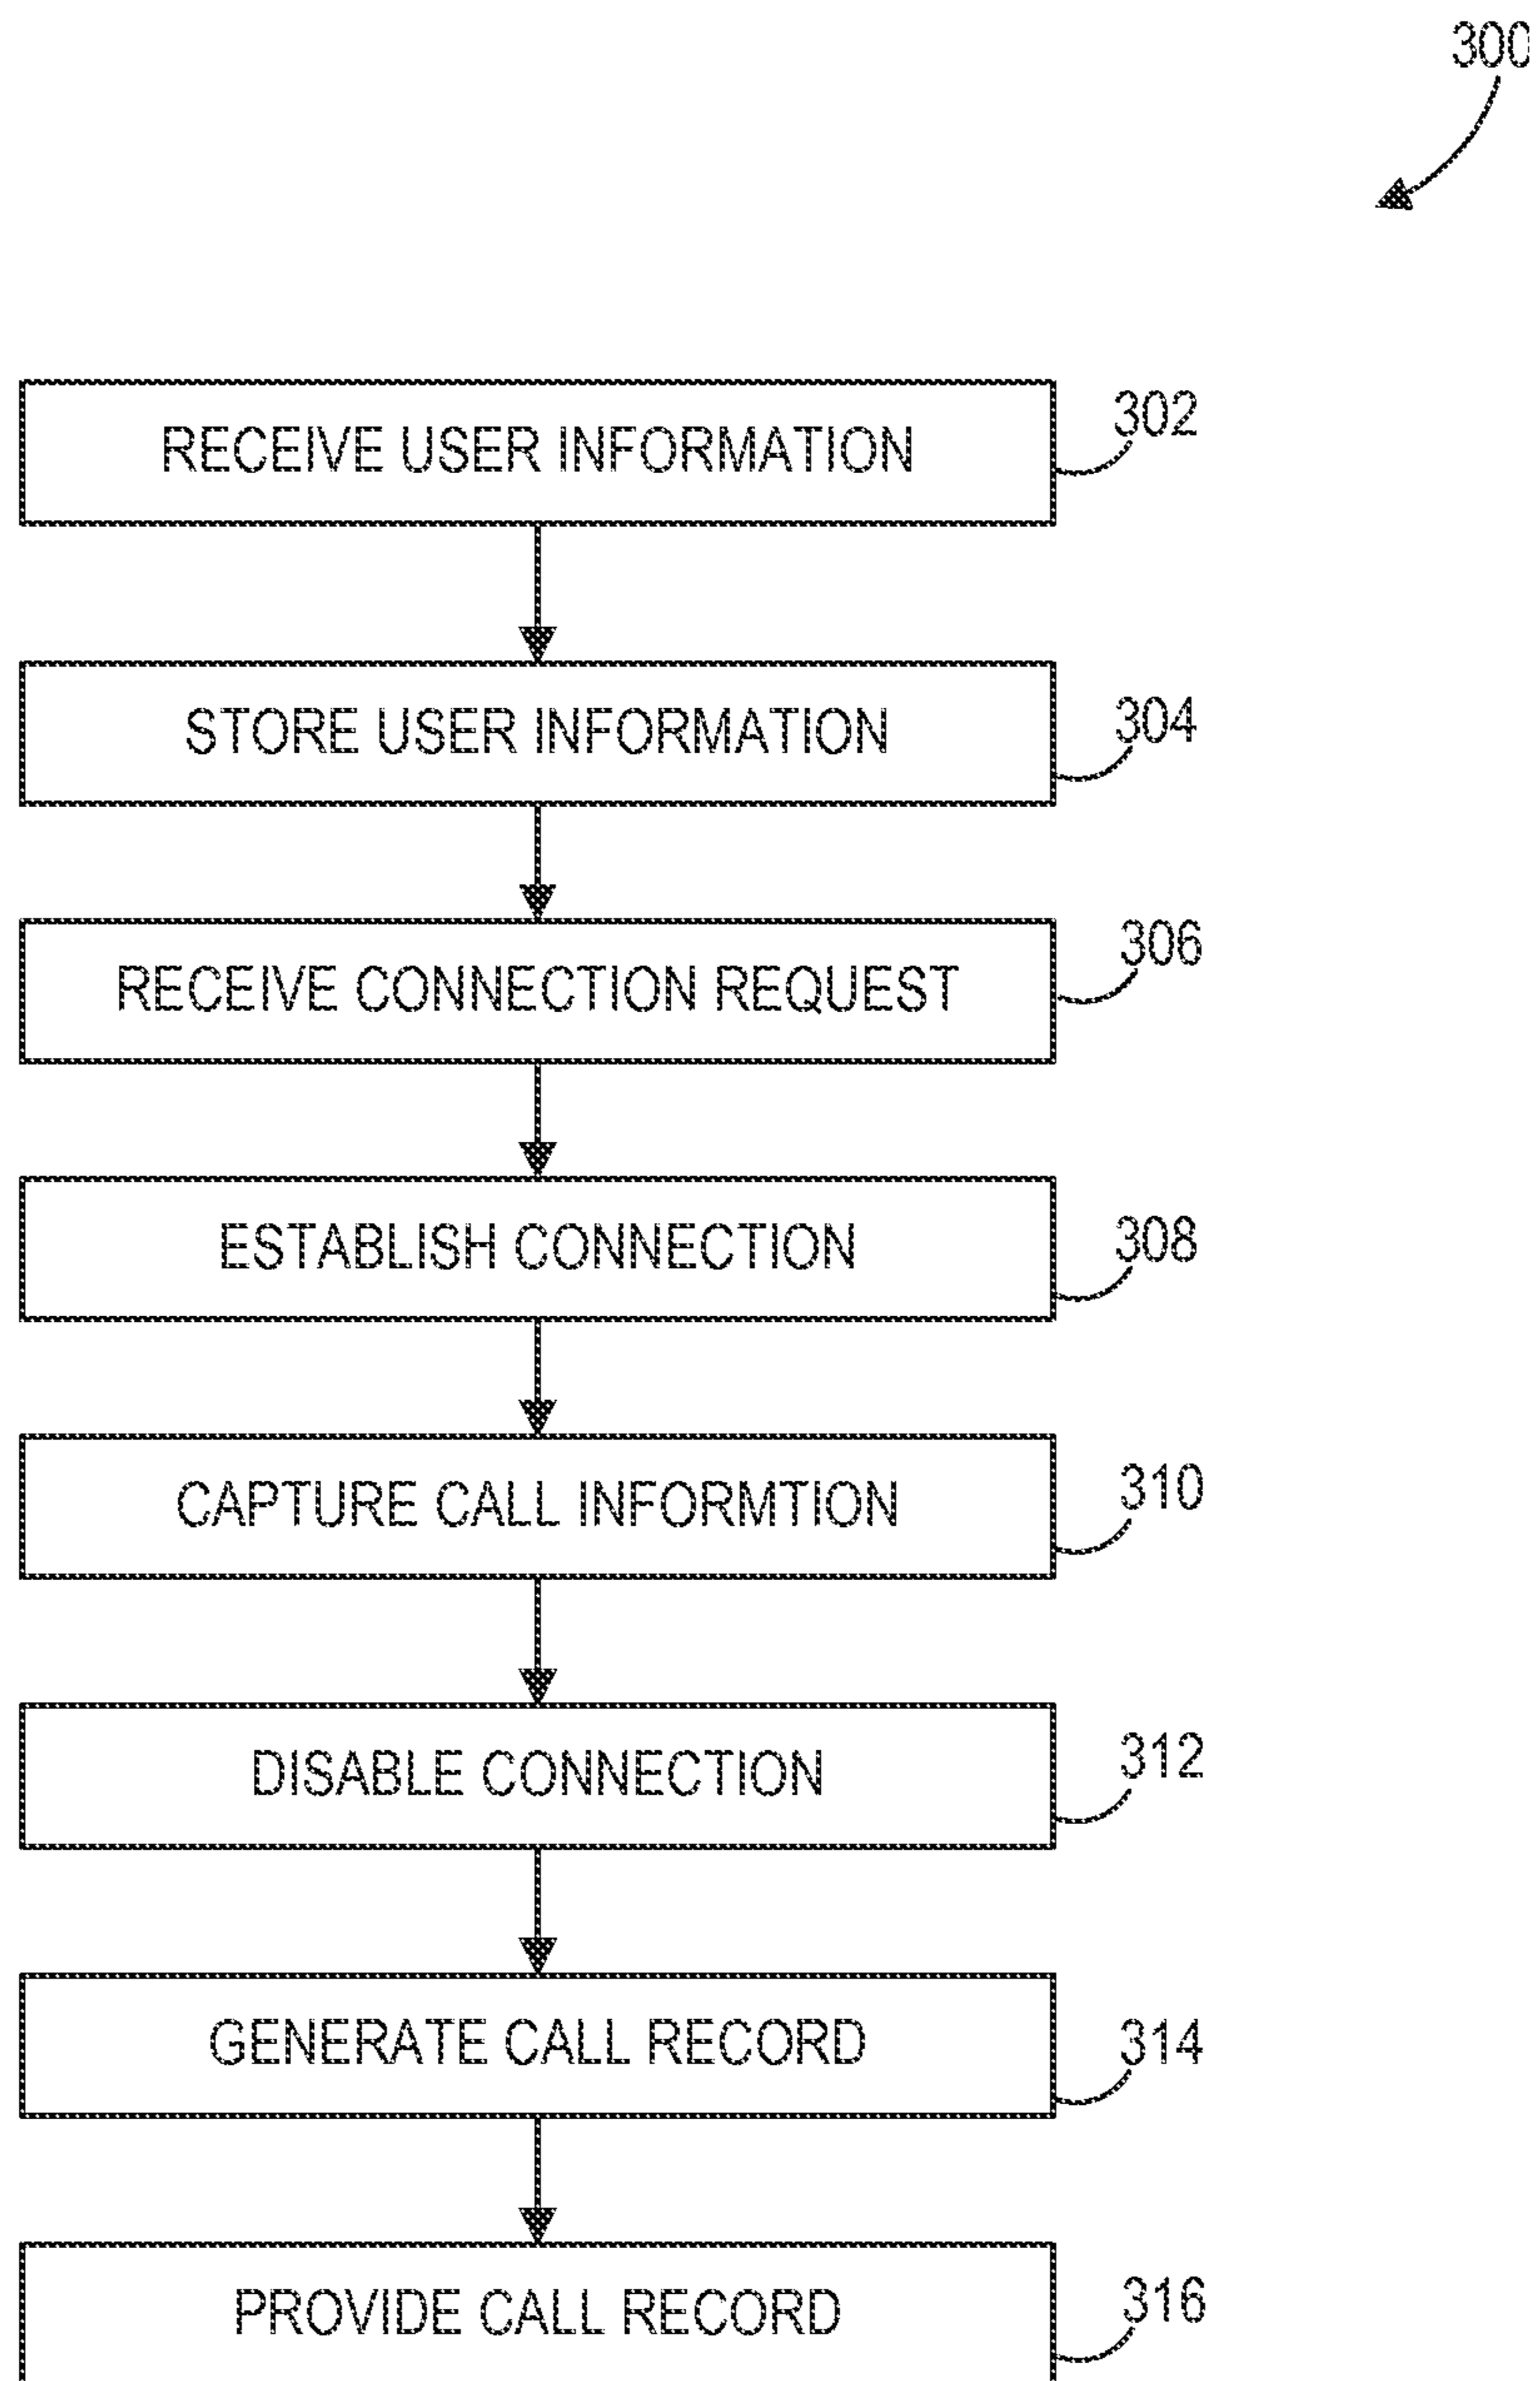 300
RECEIVE USER INFORMATION
302
STORE USER INFORMATION
304
RECEIVE CONNECTION REQUEST
306
ESTABLISH CONNECTION
308
CAPTURE CALL INFORMTION
310
DISABLE CONNECTION
312
GENERATE CALL RECORD
314
PROVIDE CALL RECORD
316